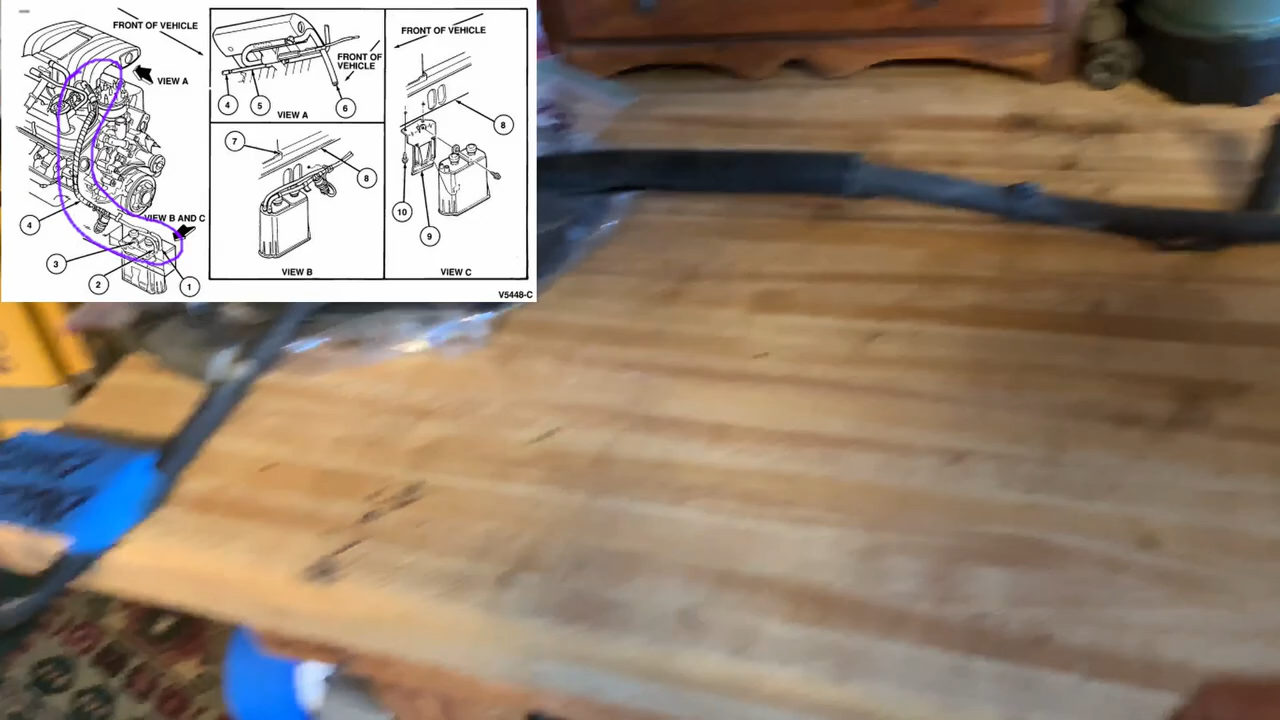 FRONT OF VEHICLE
VIEW A
4
VIEW B AND C
3
2
1
FRONT OF
VEHICLE
4
5
6
VIEW A
7
8
VIEW B
FRONT OF VEHICLE
8
10
9
VIEW C
V5448-C